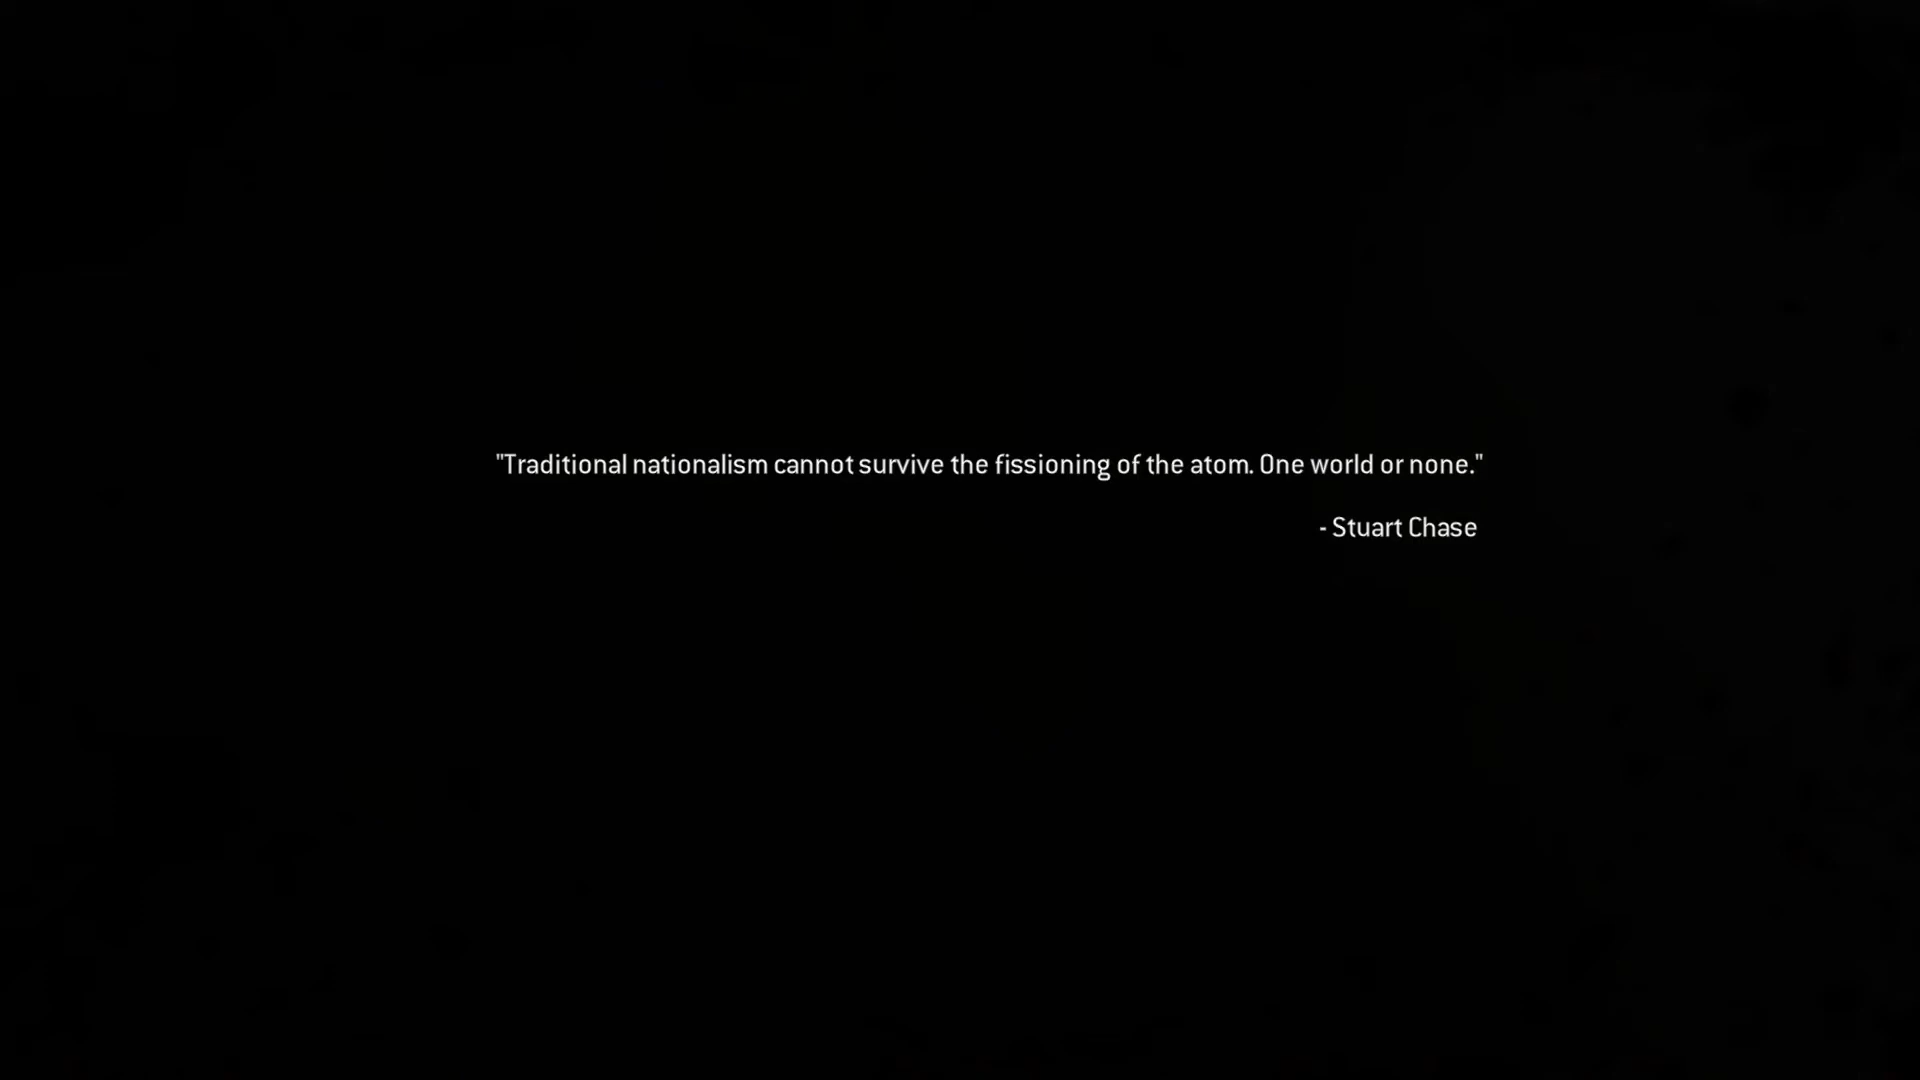 "Traditional nationalism cannot survive the fissioning of the atom. One world or none."
- Stuart Chase